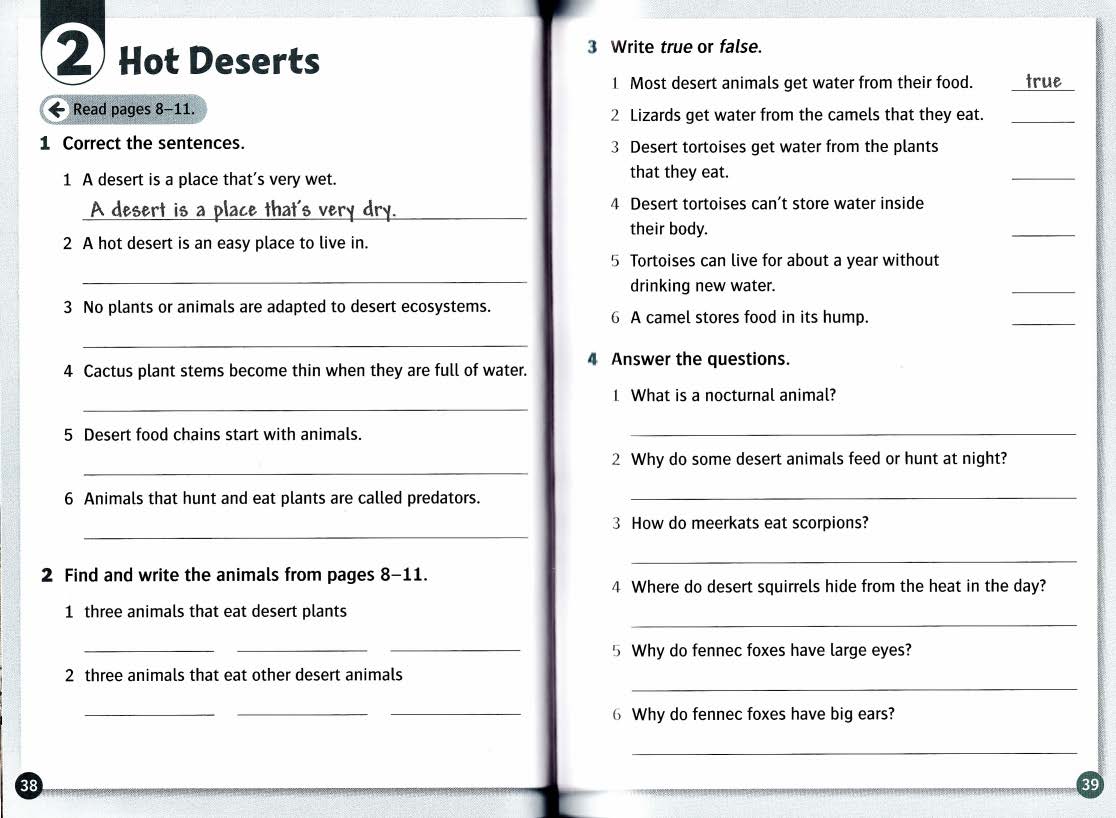 2 Hot Deserts
Read pages 8–11.
1 Correct the sentences.
1 A desert is a place that's very wet.
A desert is a place that's very dry.
2 A hot desert is an easy place to live in.
3 No plants or animals are adapted to desert ecosystems.
4 Cactus plant stems become thin when they are full of water.
5 Desert food chains start with animals.
6 Animals that hunt and eat plants are called predators.
2 Find and write the animals from pages 8–11.
1 three animals that eat desert plants
2 three animals that eat other desert animals
38
3 Write true or false.
1 Most desert animals get water from their food. true
2 Lizards get water from the camels that they eat.
3 Desert tortoises get water from the plants
that they eat.
4 Desert tortoises can't store water inside
their body.
5 Tortoises can live for about a year without
drinking new water.
6 A camel stores food in its hump.
4 Answer the questions.
1 What is a nocturnal animal?
2 Why do some desert animals feed or hunt at night?
3 How do meerkats eat scorpions?
4 Where do desert squirrels hide from the heat in the day?
5 Why do fennec foxes have large eyes?
6 Why do fennec foxes have big ears?
39